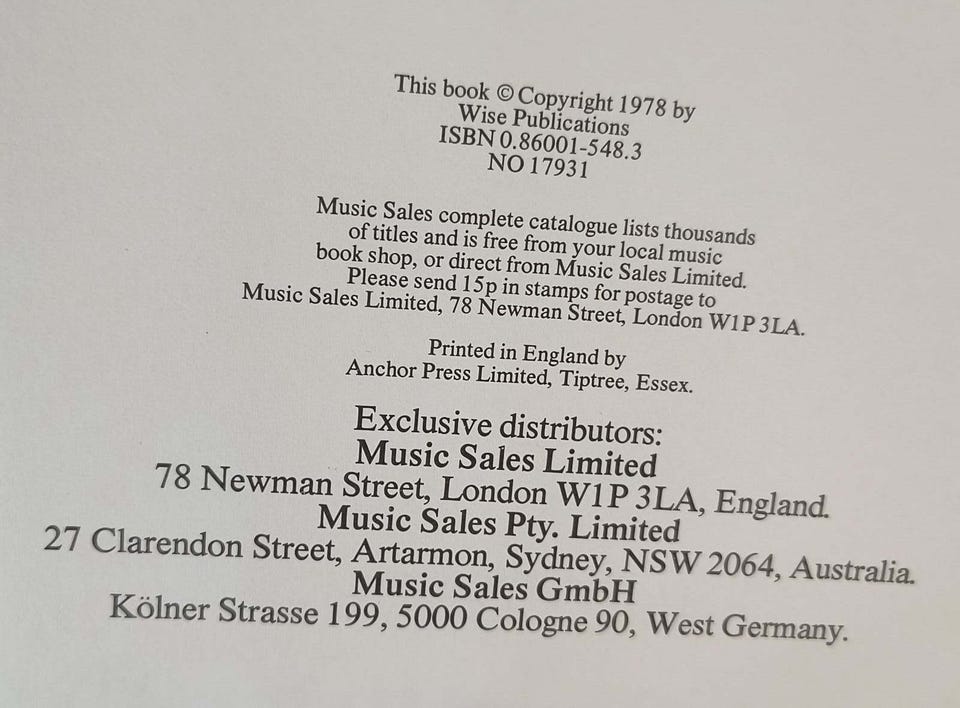 This book © Copyright 1978 by
Wise Publications
ISBN 0.86001-548.3
NO 17931
Music Sales complete catalogue lists thousands
of titles and is free from your local music
book shop, or direct from Music Sales Limited.
Please send 15p in stamps for postage to
Music Sales Limited, 78 Newman Street, London W1P 3LA.
Printed in England by
Anchor Press Limited, Tiptree, Essex.
Exclusive distributors:
Music Sales Limited
78 Newman Street, London W1P 3LA, England.
Music Sales Pty. Limited
27 Clarendon Street, Artarmon, Sydney, NSW 2064, Australia.
Music Sales GmbH
Kölner Strasse 199, 5000 Cologne 90, West Germany.